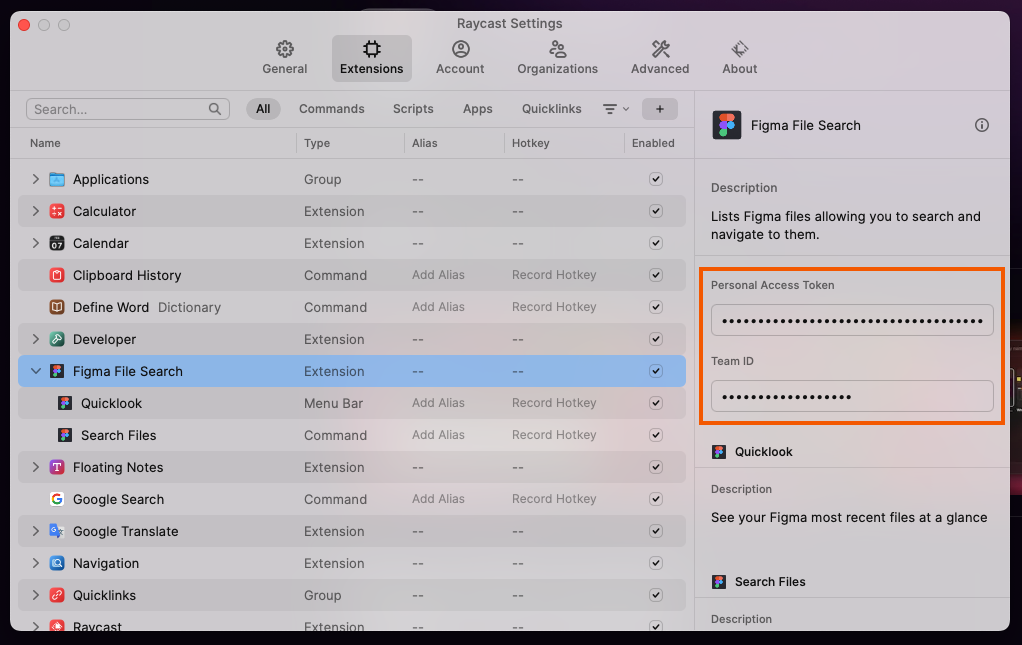 Raycast Settings
General Extensions Account Organizations Advanced About
Search... All Commands Scripts Apps Quicklinks +
Name Type Alias Hotkey Enabled
Applications Group -- --
Calculator Extension -- --
Calendar Extension -- --
Clipboard History Command Add Alias Record Hotkey
Define Word Dictionary Command Add Alias Record Hotkey
Developer Extension -- --
Figma File Search Extension -- --
Quicklook Menu Bar Add Alias Record Hotkey
Search Files Command Add Alias Record Hotkey
Floating Notes Extension -- --
Google Search Command Add Alias Record Hotkey
Google Translate Extension -- --
Navigation Extension -- --
Quicklinks Group -- --
Raycast Extension -- --
Figma File Search
Description
Lists Figma files allowing you to search and
navigate to them.
Personal Access Token
••••••••••••••••••••••••••••••••••••
Team ID
••••••••••••••••••
Quicklook
Description
See your Figma most recent files at a glance
Search Files
Description